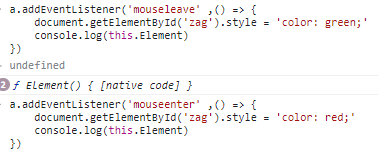 a.addEventListener('mouseleave' ,() => {
document.getElementById('zag').style = 'color: green;'
console.log(this.Element)
})
undefined
2 ƒ Element() { [native code] }
a.addEventListener('mouseenter' ,() => {
document.getElementById('zag').style = 'color: red;'
console.log(this.Element)
})